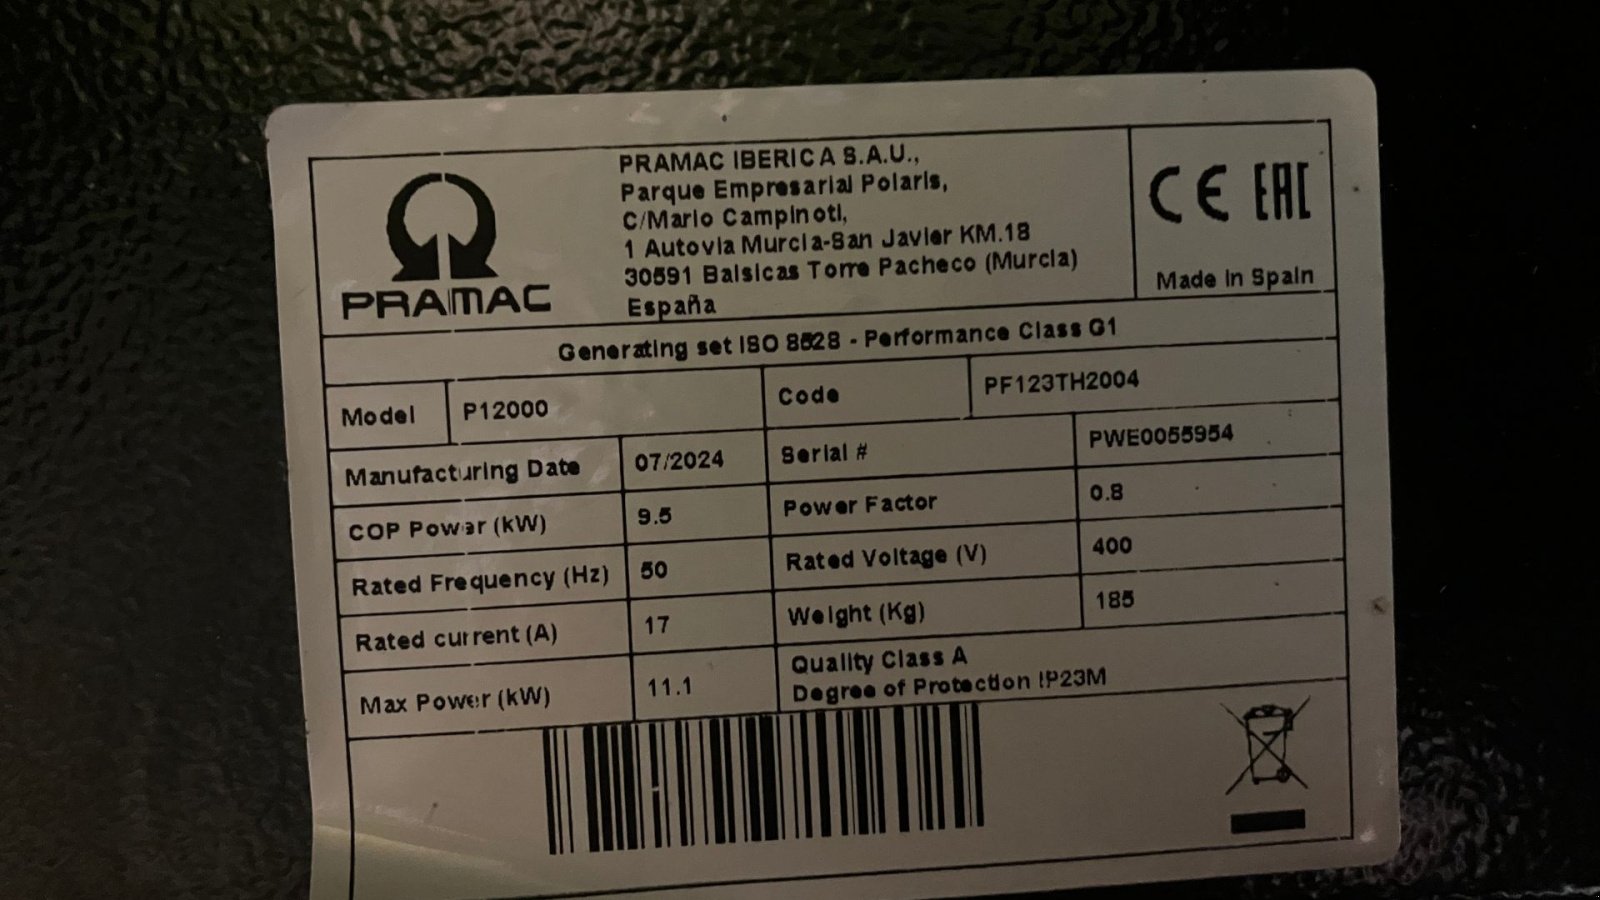 PRAMAC
PRAMAC IBERICA S.A.U.,
Parque Empresarial Polaris,
C/Mario Campinoti,
1 Autovia Murcia-San Javier KM.18
30591 Balsicas Torre Pacheco (Murcia)
España
CE EAC
Made in Spain
Generating set ISO 8528 - Performance Class G1
Model P12000 Code PF123TH2004
Manufacturing Date 07/2024 Serial # PWE0055954
COP Power (kW) 9.5 Power Factor 0.8
Rated Frequency (Hz) 50 Rated Voltage (V) 400
Rated current (A) 17 Weight (Kg) 185
Max Power (kW) 11.1 Quality Class A
Degree of Protection IP23M